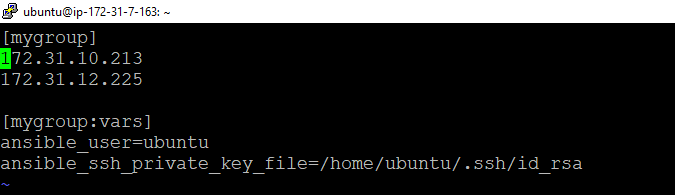 ubuntu@ip-172-31-7-163: ~
[mygroup]
172.31.10.213
172.31.12.225
[mygroup:vars]
ansible_user=ubuntu
ansible_ssh_private_key_file=/home/ubuntu/.ssh/id_rsa
~